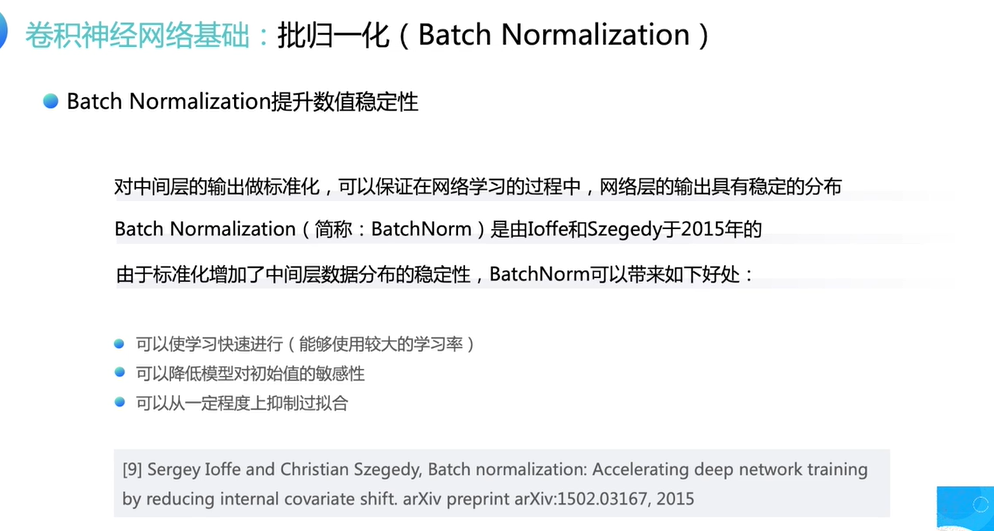 卷积神经网络基础：批归一化（Batch Normalization）
Batch Normalization提升数值稳定性
对中间层的输出做标准化，可以保证在网络学习的过程中，网络层的输出具有稳定的分布
Batch Normalization（简称：BatchNorm）是由Ioffe和Szegedy于2015年的
由于标准化增加了中间层数据分布的稳定性，BatchNorm可以带来如下好处：
可以使学习快速进行（能够使用较大的学习率）
可以降低模型对初始值的敏感性
可以从一定程度上抑制过拟合
[9] Sergey Ioffe and Christian Szegedy, Batch normalization: Accelerating deep network training
by reducing internal covariate shift. arXiv preprint arXiv:1502.03167, 2015